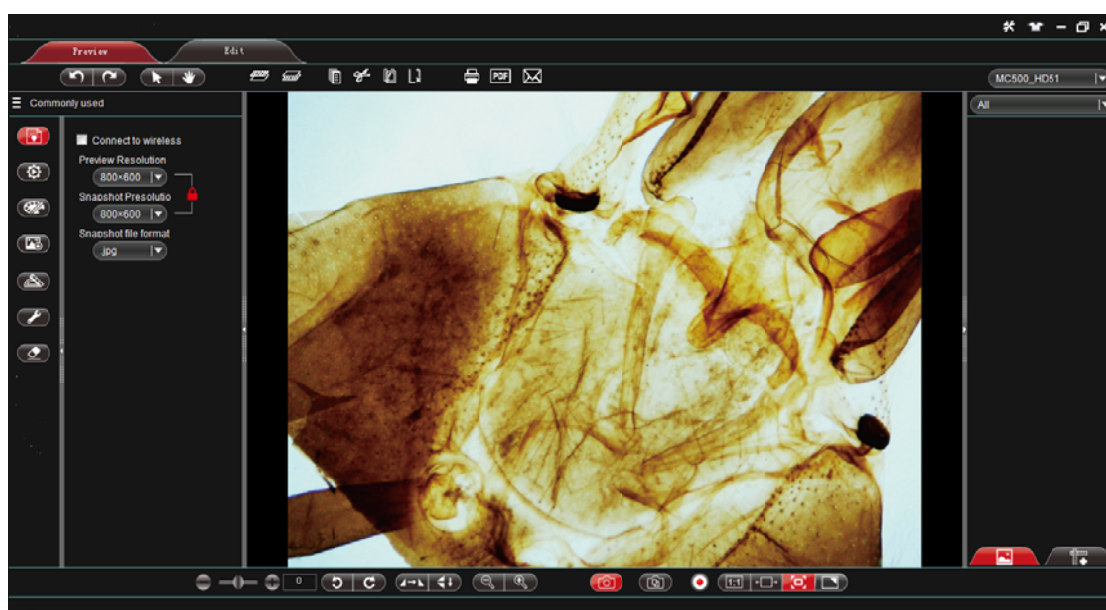 Preview
Edit
PDF
MC500_HD51
Commonly used
All
Connect to wireless
Preview Resolution
800×600
Snapshot Presolutio
800×600
Snapshot file format
.jpg
0
1:1